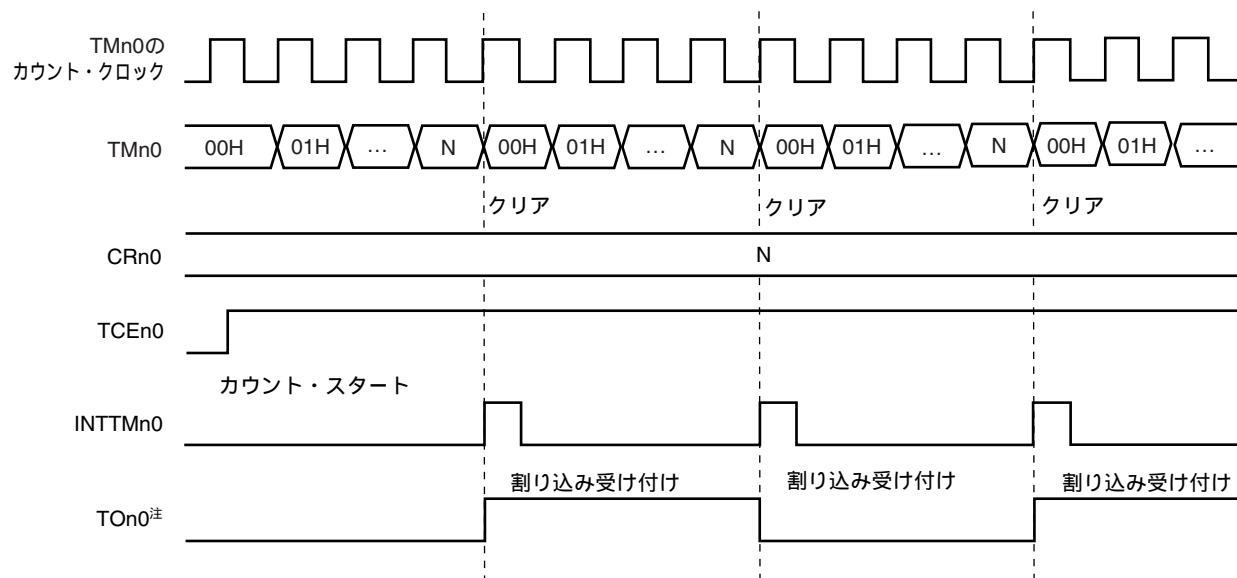 TMn0の
カウント・クロック
TMn0 00H 01H … N 00H 01H … N 00H 01H … N 00H 01H …
クリア クリア クリア
CRn0 N
TCEn0
カウント・スタート
INTTMn0
割り込み受け付け 割り込み受け付け 割り込み受け付け
TOn0注